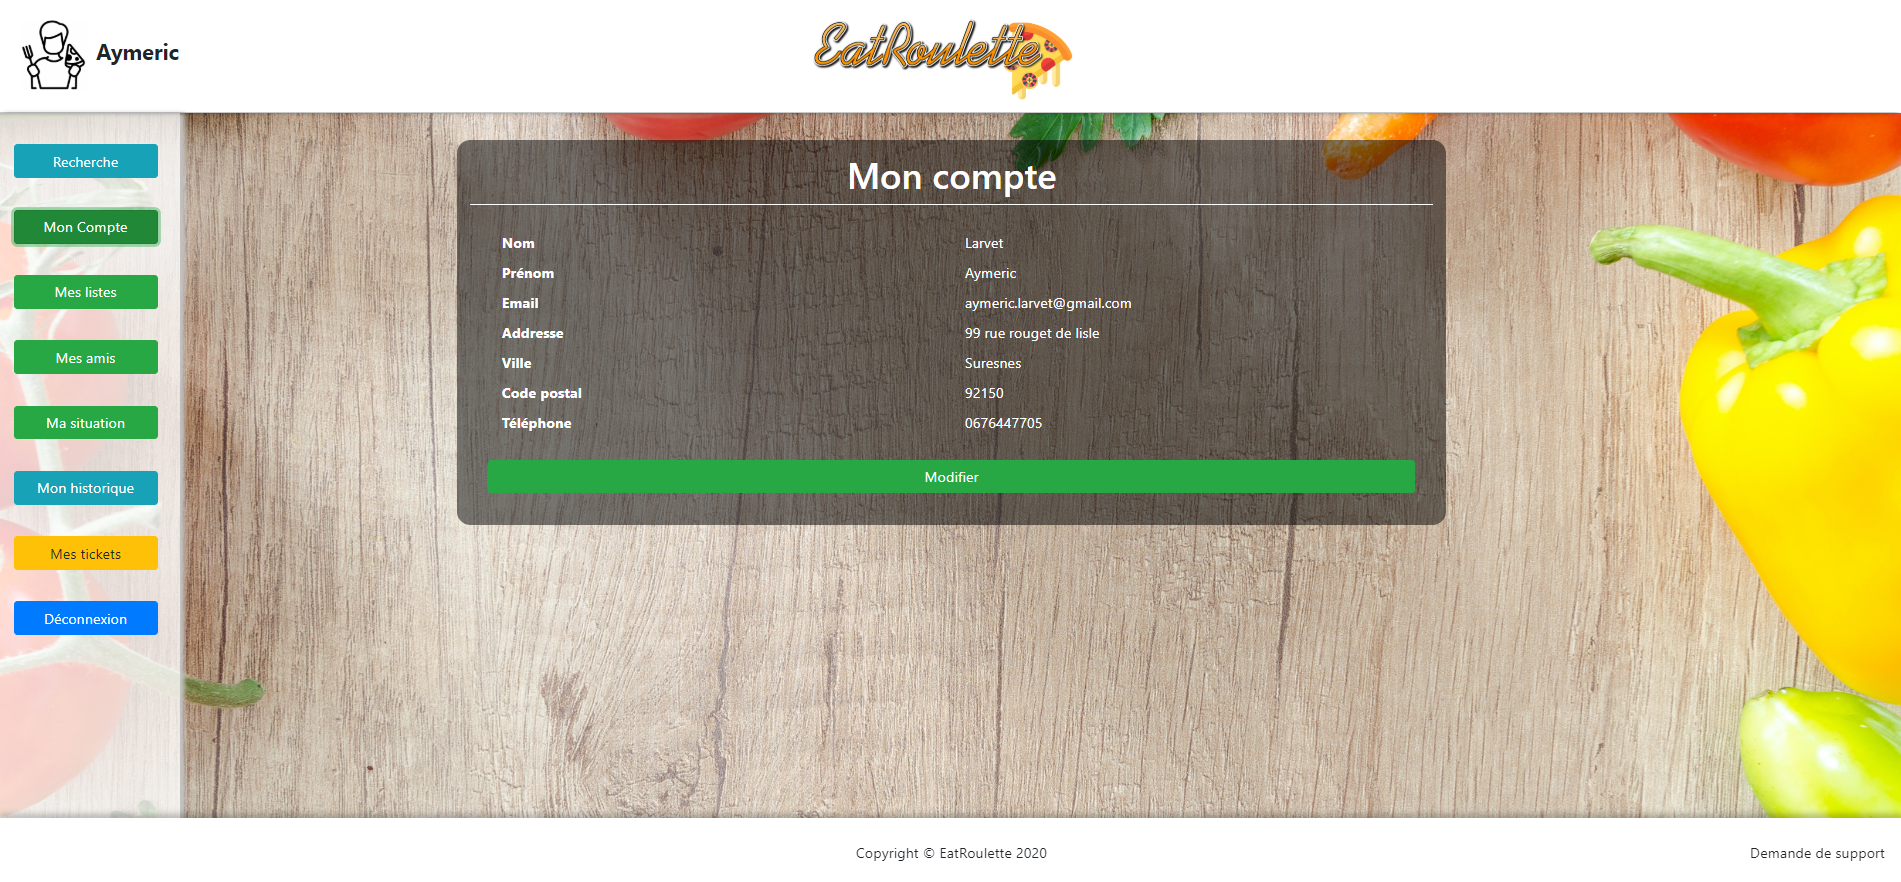 Aymeric
EatRoulette
Recherche
Mon Compte
Mes listes
Mes amis
Ma situation
Mon historique
Mes tickets
Déconnexion
Mon compte
Nom Larvet
Prénom Aymeric
Email aymeric.larvet@gmail.com
Addresse 99 rue rouget de lisle
Ville Suresnes
Code postal 92150
Téléphone 0676447705
Modifier
Copyright © EatRoulette 2020
Demande de support